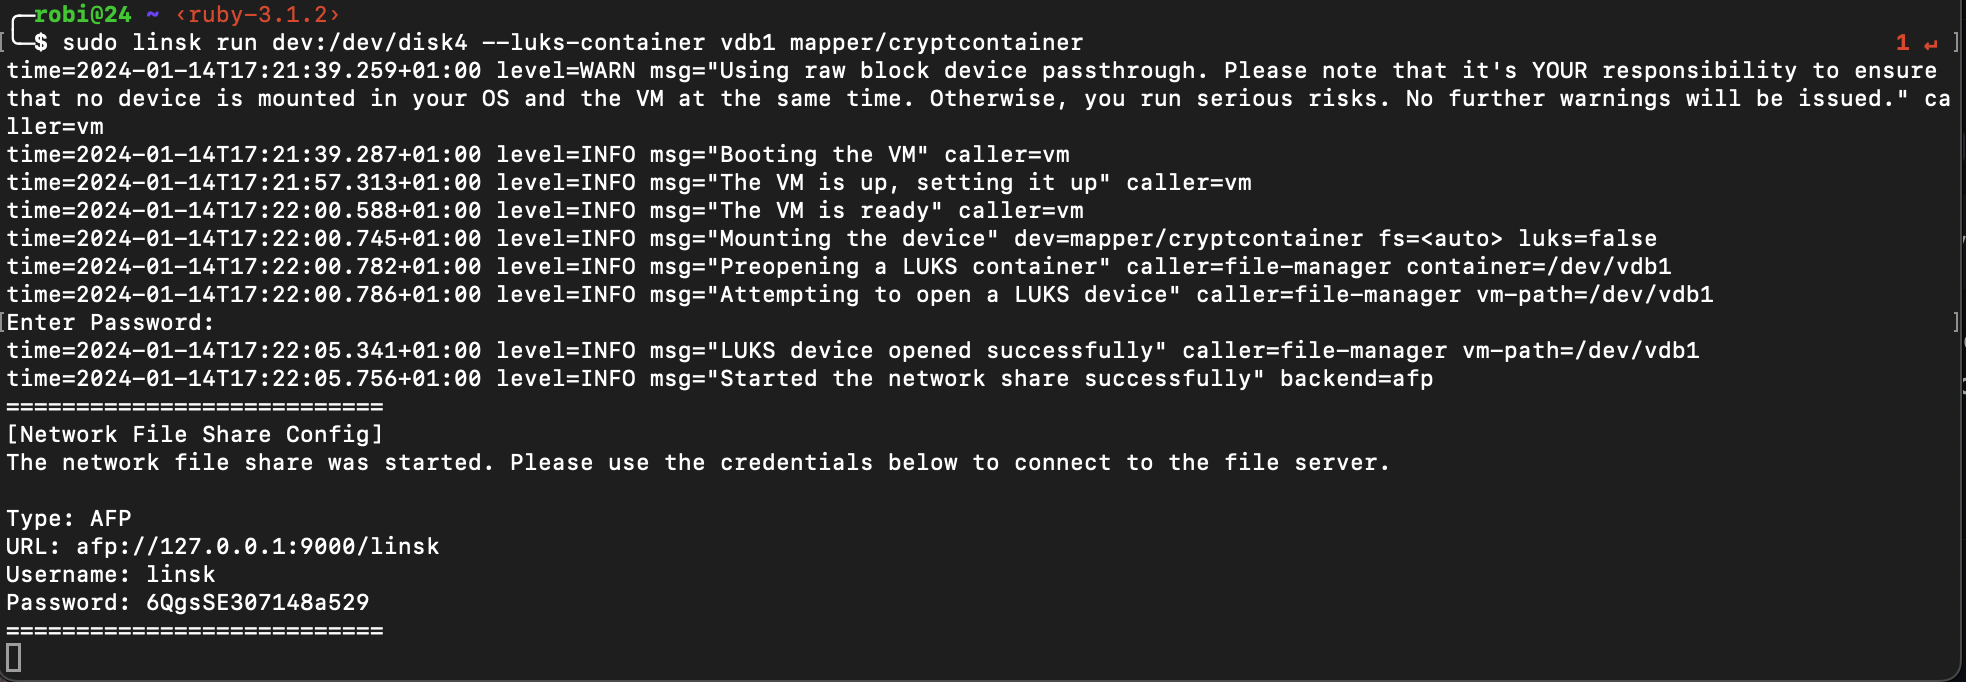 robi@24 ~ ‹ruby-3.1.2›
$ sudo linsk run dev:/dev/disk4 --luks-container vdb1 mapper/cryptcontainer 1 ↵
time=2024-01-14T17:21:39.259+01:00 level=WARN msg="Using raw block device passthrough. Please note that it's YOUR responsibility to ensure
that no device is mounted in your OS and the VM at the same time. Otherwise, you run serious risks. No further warnings will be issued." ca
ller=vm
time=2024-01-14T17:21:39.287+01:00 level=INFO msg="Booting the VM" caller=vm
time=2024-01-14T17:21:57.313+01:00 level=INFO msg="The VM is up, setting it up" caller=vm
time=2024-01-14T17:22:00.588+01:00 level=INFO msg="The VM is ready" caller=vm
time=2024-01-14T17:22:00.745+01:00 level=INFO msg="Mounting the device" dev=mapper/cryptcontainer fs=<auto> luks=false
time=2024-01-14T17:22:00.782+01:00 level=INFO msg="Preopening a LUKS container" caller=file-manager container=/dev/vdb1
time=2024-01-14T17:22:00.786+01:00 level=INFO msg="Attempting to open a LUKS device" caller=file-manager vm-path=/dev/vdb1
Enter Password:
time=2024-01-14T17:22:05.341+01:00 level=INFO msg="LUKS device opened successfully" caller=file-manager vm-path=/dev/vdb1
time=2024-01-14T17:22:05.756+01:00 level=INFO msg="Started the network share successfully" backend=afp
===========================
[Network File Share Config]
The network file share was started. Please use the credentials below to connect to the file server.

Type: AFP
URL: afp://127.0.0.1:9000/linsk
Username: linsk
Password: 6QgsSE307148a529
===========================